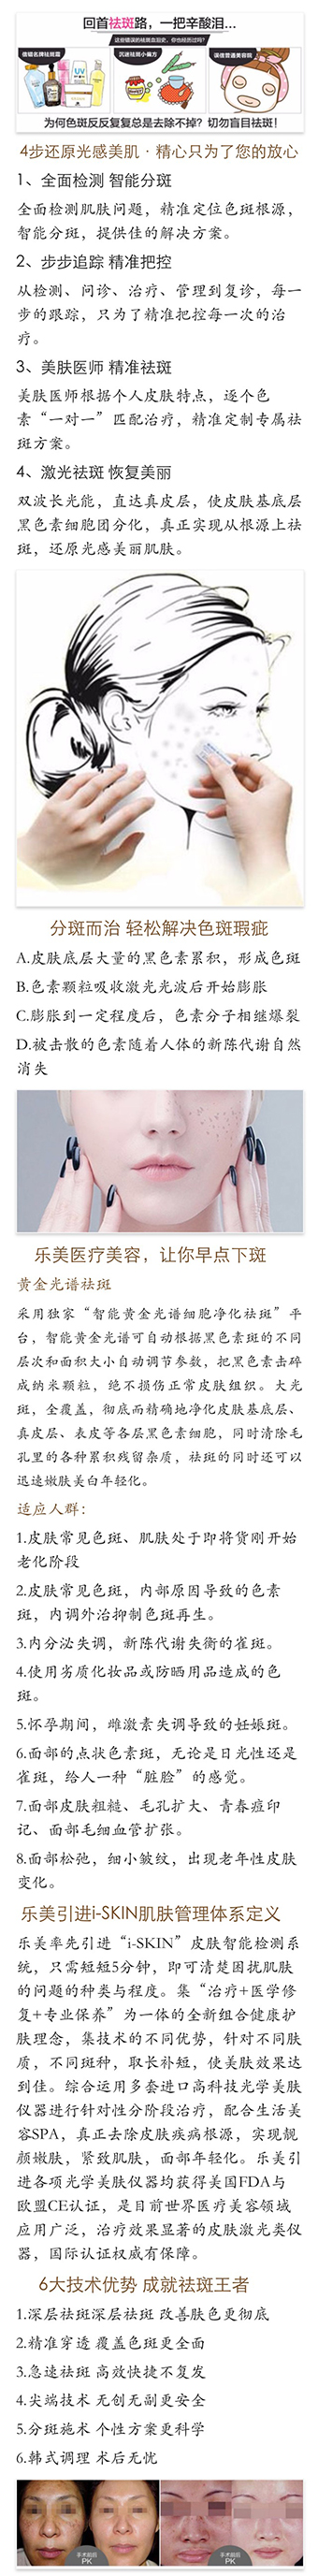 回首祛斑路，一把辛酸泪...
这些错误的祛斑血泪史，你也经历过吗？
信错名牌祛斑霜
沉迷祛斑小偏方
误信普通美容院
为何色斑反反复复总是去除不掉？切勿盲目祛斑！
4步还原光感美肌·精心只为了您的放心
1、全面检测 智能分斑
全面检测肌肤问题，精准定位色斑根源，
智能分斑，提供佳的解决方案。
2、步步追踪 精准把控
从检测、问诊、治疗、管理到复诊，每一
步的跟踪，只为了精准把控每一次的治
疗。
3、美肤医师 精准祛斑
美肤医师根据个人皮肤特点，逐个色
素“一对一”匹配治疗，精准定制专属祛
斑方案。
4、激光祛斑 恢复美丽
双波长光能，直达真皮层，使皮肤基底层
黑色素细胞团分化，真正实现从根源上祛
斑，还原光感美丽肌肤。
分斑而治 轻松解决色斑瑕疵
A.皮肤底层大量的黑色素累积，形成色斑
B.色素颗粒吸收激光光波后开始膨胀
C.膨胀到一定程度后，色素分子相继爆裂
D.被击散的色素随着人体的新陈代谢自然
消失
乐美医疗美容，让你早点下斑
黄金光谱祛斑
采用独家“智能黄金光谱细胞净化祛斑”平
台，智能黄金光谱可自动根据黑色素斑的不同
层次和面积大小自动调节参数，把黑色素击碎
成纳米颗粒，绝不损伤正常皮肤组织。大光
斑，全覆盖，彻底而精确地净化皮肤基底层、
真皮层、表皮等各层黑色素细胞，同时清除毛
孔里的各种累积残留杂质，祛斑的同时还可以
迅速嫩肤美白年轻化。
适应人群：
1.皮肤常见色斑、肌肤处于即将货刚开始
老化阶段
2.皮肤常见色斑，内部原因导致的色素
斑，内调外治抑制色斑再生。
3.内分泌失调，新陈代谢失衡的雀斑。
4.使用劣质化妆品或防晒用品造成的色
斑。
5.怀孕期间，雌激素失调导致的妊娠斑。
6.面部的点状色素斑，无论是日光性还是
雀斑，给人一种“脏脸”的感觉。
7.面部皮肤粗糙、毛孔扩大、青春痘印
记、面部毛细血管扩张。
8.面部松弛，细小皱纹，出现老年性皮肤
变化。
乐美引进i-SKIN肌肤管理体系定义
乐美率先引进“i-SKIN”皮肤智能检测系
统，只需短短5分钟，即可清楚困扰肌肤
的问题的种类与程度。集“治疗+医学修
复+专业保养”为一体的全新组合健康护
肤理念，集技术的不同优势，针对不同肤
质，不同斑种，取长补短，使美肤效果达
到佳。综合运用多套进口高科技光学美肤
仪器进行针对性分阶段治疗，配合生活美
容SPA，真正去除皮肤疾病根源，实现靓
颜嫩肤，紧致肌肤，面部年轻化。乐美引
进各项光学美肤仪器均获得美国FDA与
欧盟CE认证，是目前世界医疗美容领域
应用广泛，治疗效果显著的皮肤激光类仪
器，国际认证权威有保障。
6大技术优势 成就祛斑王者
1.深层祛斑深层祛斑 改善肤色更彻底
2.精准穿透 覆盖色斑更全面
3.急速祛斑 高效快捷不复发
4.尖端技术 无创无副更安全
5.分斑施术 个性方案更科学
6.韩式调理 术后无忧
手术前后
PK
手术前后
PK